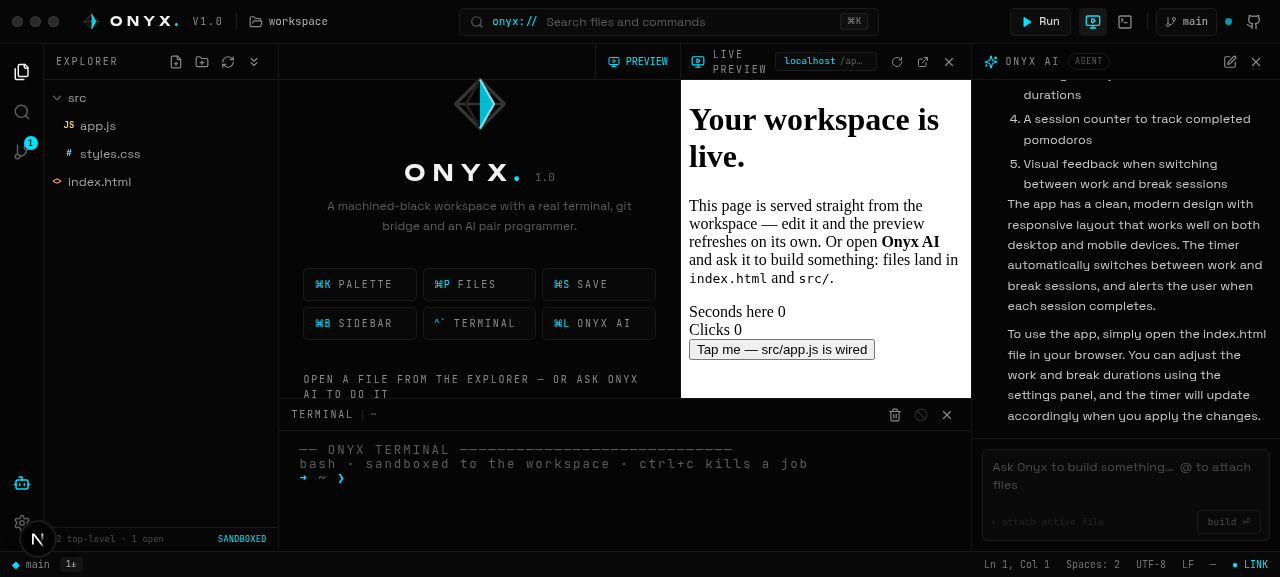 ONYX. V1.0
workspace
onyx:// Search files and commands ⌘K
Run
main
EXPLORER
src
JS app.js
# styles.css
<> index.html
1
2 top-level · 1 open
SANDBOXED
PREVIEW
ONYX. 1.0
A machined-black workspace with a real terminal, git
bridge and an AI pair programmer.
⌘K PALETTE
⌘P FILES
⌘S SAVE
⌘B SIDEBAR
^` TERMINAL
⌘L ONYX AI
OPEN A FILE FROM THE EXPLORER — OR ASK ONYX
AI TO DO IT
LIVE
PREVIEW
localhost /ap…
Your workspace is
live.
This page is served straight from the
workspace — edit it and the preview
refreshes on its own. Or open Onyx AI
and ask it to build something: files land in
index.html and src/.
Seconds here 0
Clicks 0
Tap me — src/app.js is wired
TERMINAL ~
—— ONYX TERMINAL ———————————————————————————
bash · sandboxed to the workspace · ctrl+c kills a job
➜ ~ ❯
ONYX AI AGENT
durations
4. A session counter to track completed
pomodoros
5. Visual feedback when switching
between work and break sessions
The app has a clean, modern design with
responsive layout that works well on both
desktop and mobile devices. The timer
automatically switches between work and
break sessions, and alerts the user when
each session completes.
To use the app, simply open the index.html
file in your browser. You can adjust the
work and break durations using the
settings panel, and the timer will update
accordingly when you apply the changes.
Ask Onyx to build something… @ to attach
files
attach active file
build ⏎
N
main
1±
Ln 1, Col 1
Spaces: 2
UTF-8
LF
—
LINK